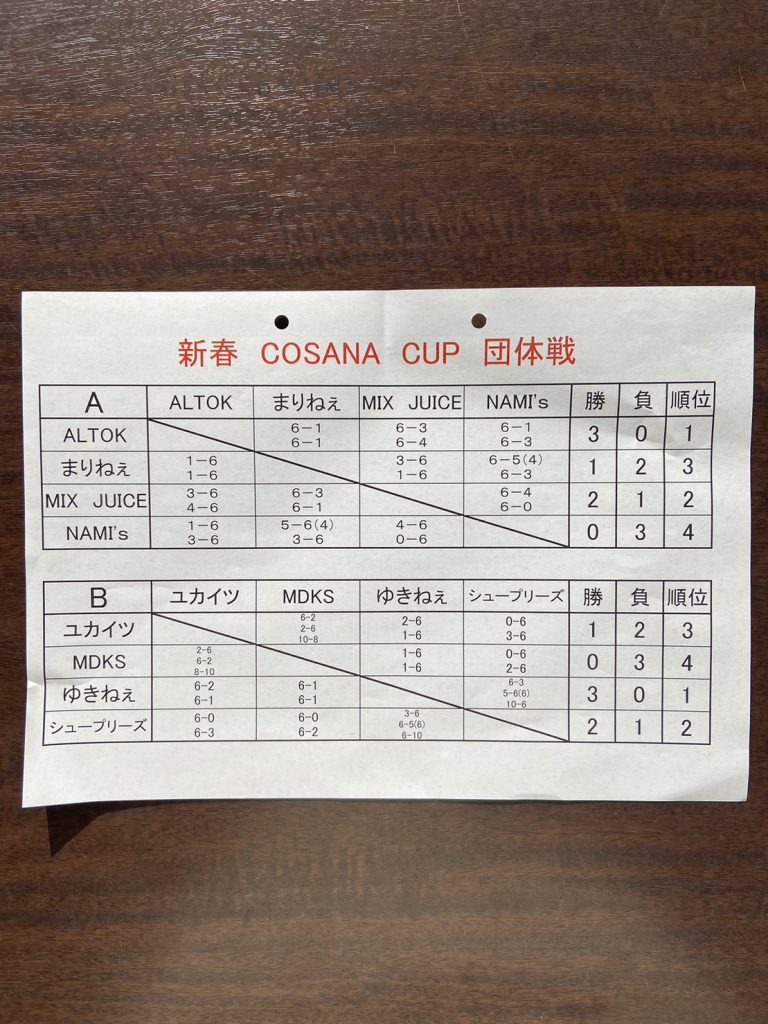 新春 COSANA CUP 団体戦
A ALTOK まりねぇ MIX JUICE NAMI's 勝 負 順位
ALTOK 6-1 6-1 6-3 6-4 6-1 6-3 3 0 1
まりねぇ 1-6 1-6 3-6 1-6 6-5(4) 6-3 1 2 3
MIX JUICE 3-6 4-6 6-3 6-1 6-4 6-0 2 1 2
NAMI's 1-6 3-6 5-6(4) 3-6 4-6 0-6 0 3 4
B ユカイツ MDKS ゆきねぇ シュープリーズ 勝 負 順位
ユカイツ 6-2 2-6 10-8 2-6 1-6 0-6 3-6 1 2 3
MDKS 2-6 6-2 8-10 1-6 1-6 0-6 2-6 0 3 4
ゆきねぇ 6-2 6-1 6-1 6-1 6-3 5-6(6) 10-6 3 0 1
シュープリーズ 6-0 6-3 6-0 6-2 3-6 6-5(6) 6-10 2 1 2